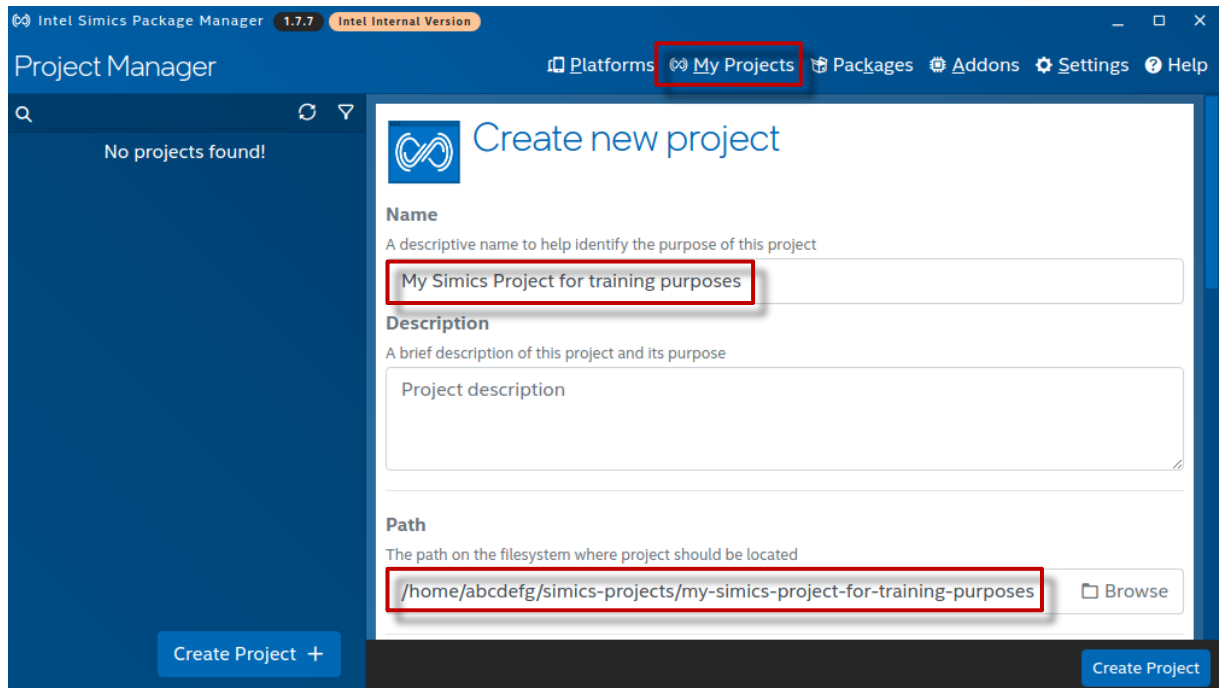 Intel Simics Package Manager 1.7.7 Intel Internal Version
Project Manager
Platforms My Projects Packages Addons Settings Help
No projects found!
Create new project
Name
A descriptive name to help identify the purpose of this project
My Simics Project for training purposes
Description
A brief description of this project and its purpose
Project description
Path
The path on the filesystem where project should be located
/home/abcdefg/simics-projects/my-simics-project-for-training-purposes Browse
Create Project +
Create Project